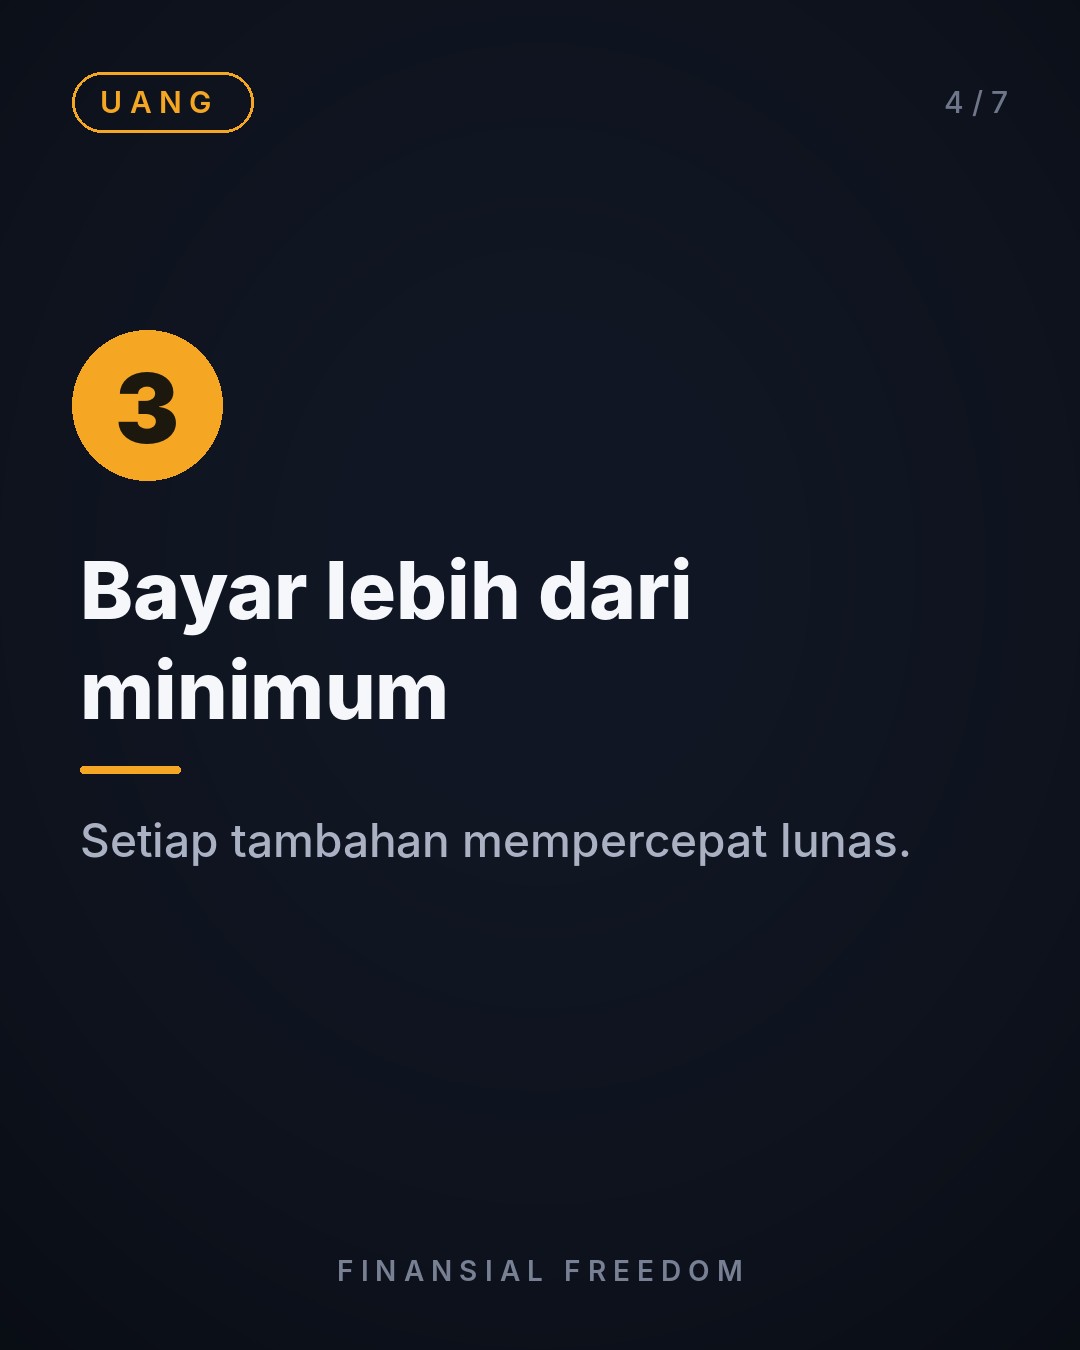 UANG
4/7
3
Bayar lebih dari
minimum
Setiap tambahan mempercepat lunas.
FINANSIAL FREEDOM